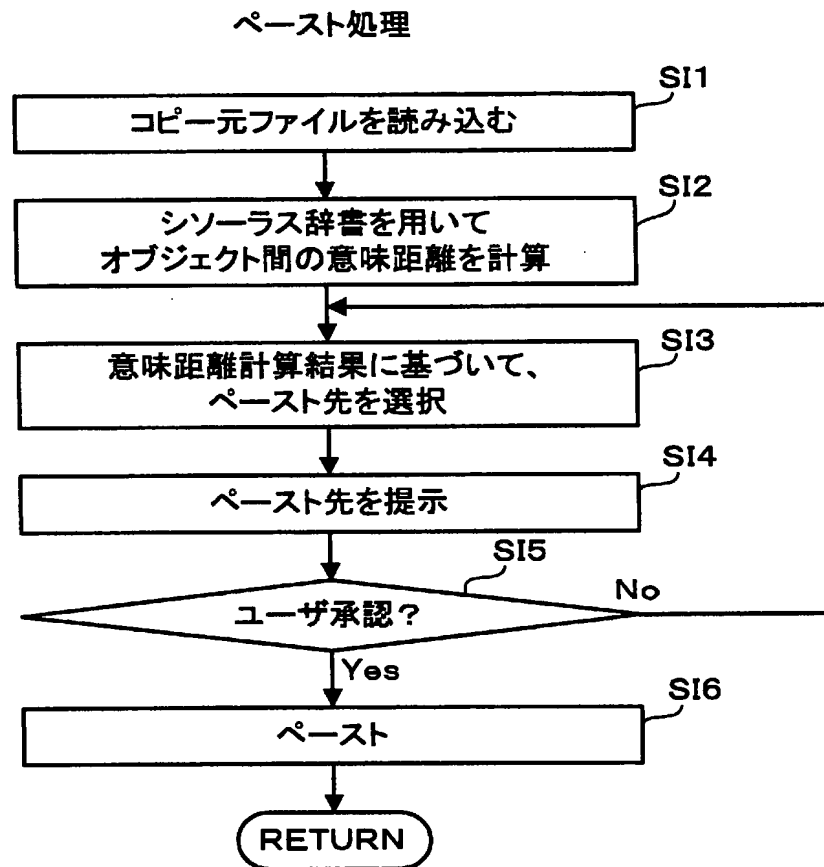 ペースト処理
SI1
コピー元ファイルを読み込む
SI2
シソーラス辞書を用いて
オブジェクト間の意味距離を計算
SI3
意味距離計算結果に基づいて、
ペースト先を選択
SI4
ペースト先を提示
SI5
ユーザ承認？
No
Yes
SI6
ペースト
RETURN